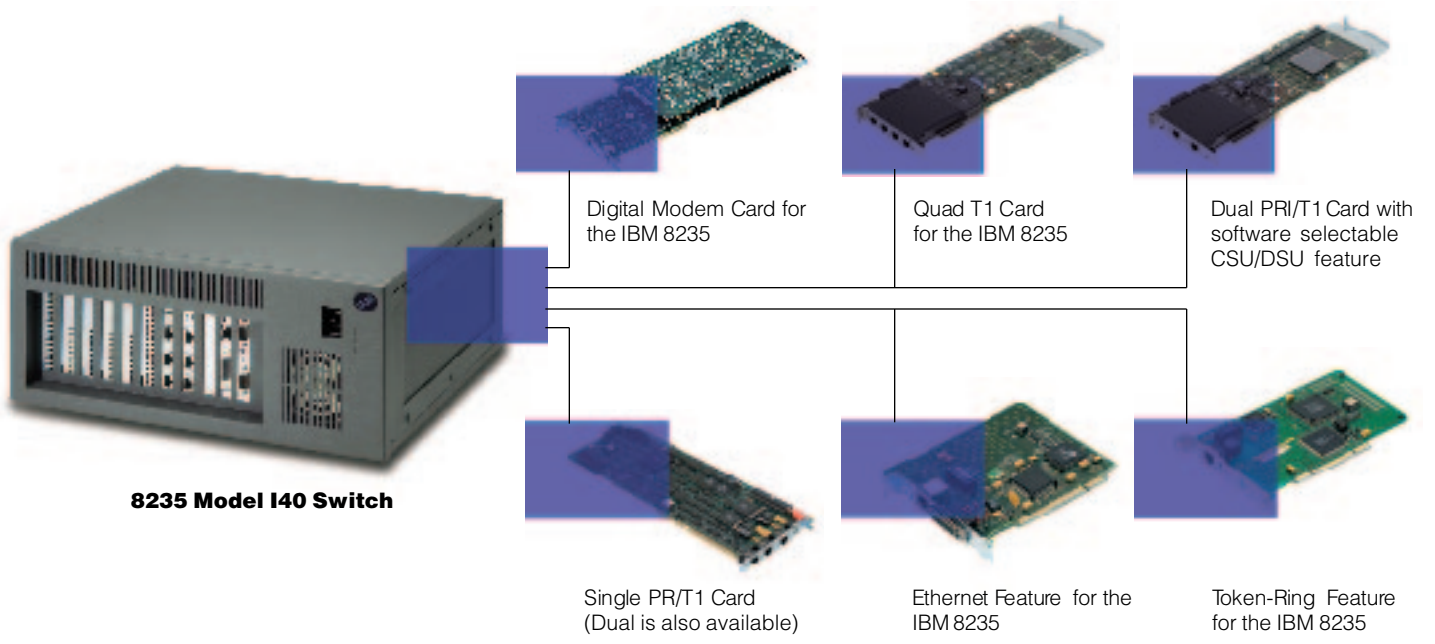 Digital Modem Card for
the IBM 8235
Quad T1 Card
for the IBM 8235
Dual PRI/T1 Card with
software selectable
CSU/DSU feature
8235 Model I40 Switch
Single PR/T1 Card
(Dual is also available)
Ethernet Feature for the
IBM 8235
Token-Ring Feature
for the IBM 8235